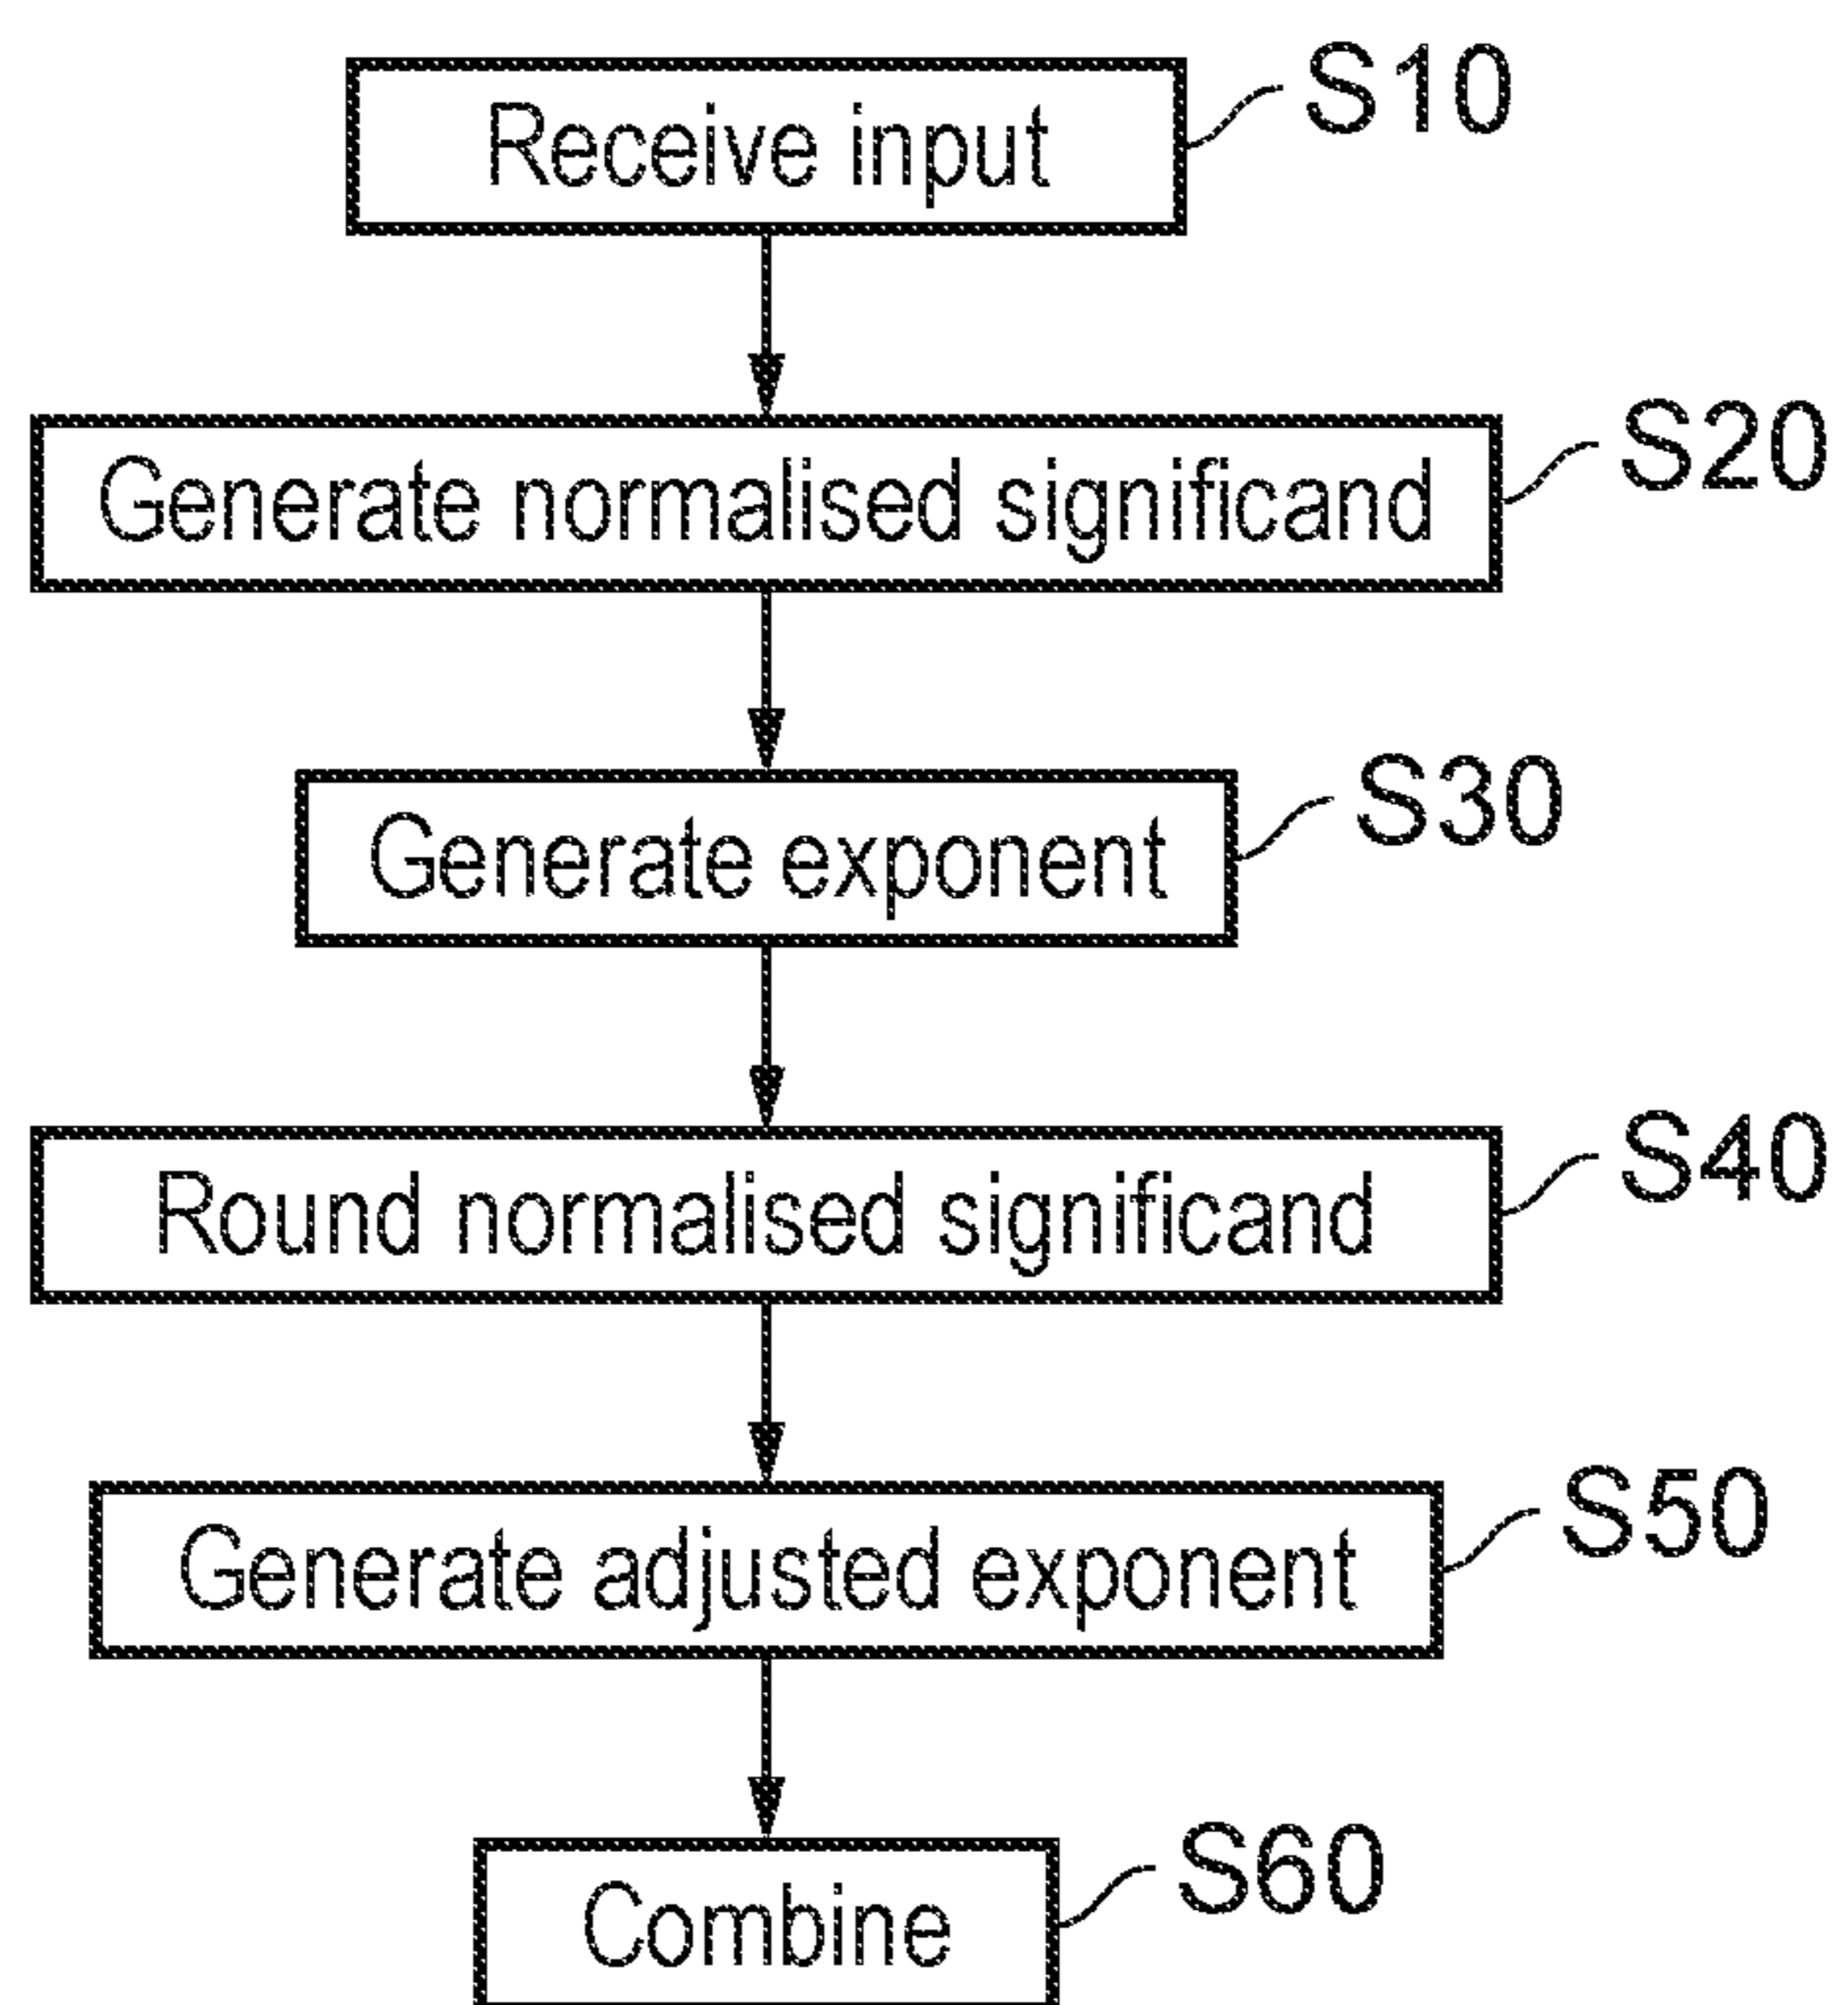 Receive input S10
Generate normalised significand S20
Generate exponent S30
Round normalised significand S40
Generate adjusted exponent S50
Combine S60